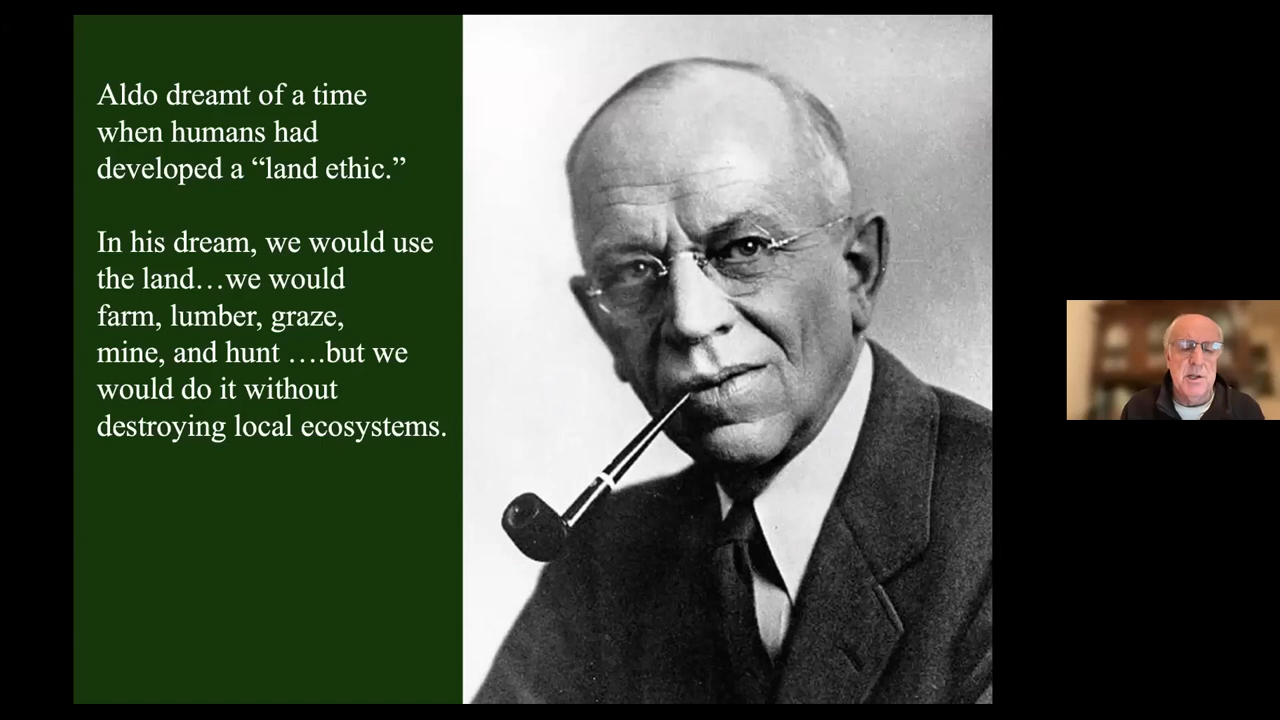 Aldo dreamt of a time
when humans had
developed a “land ethic.”
In his dream, we would use
the land…we would
farm, lumber, graze,
mine, and hunt ….but we
would do it without
destroying local ecosystems.